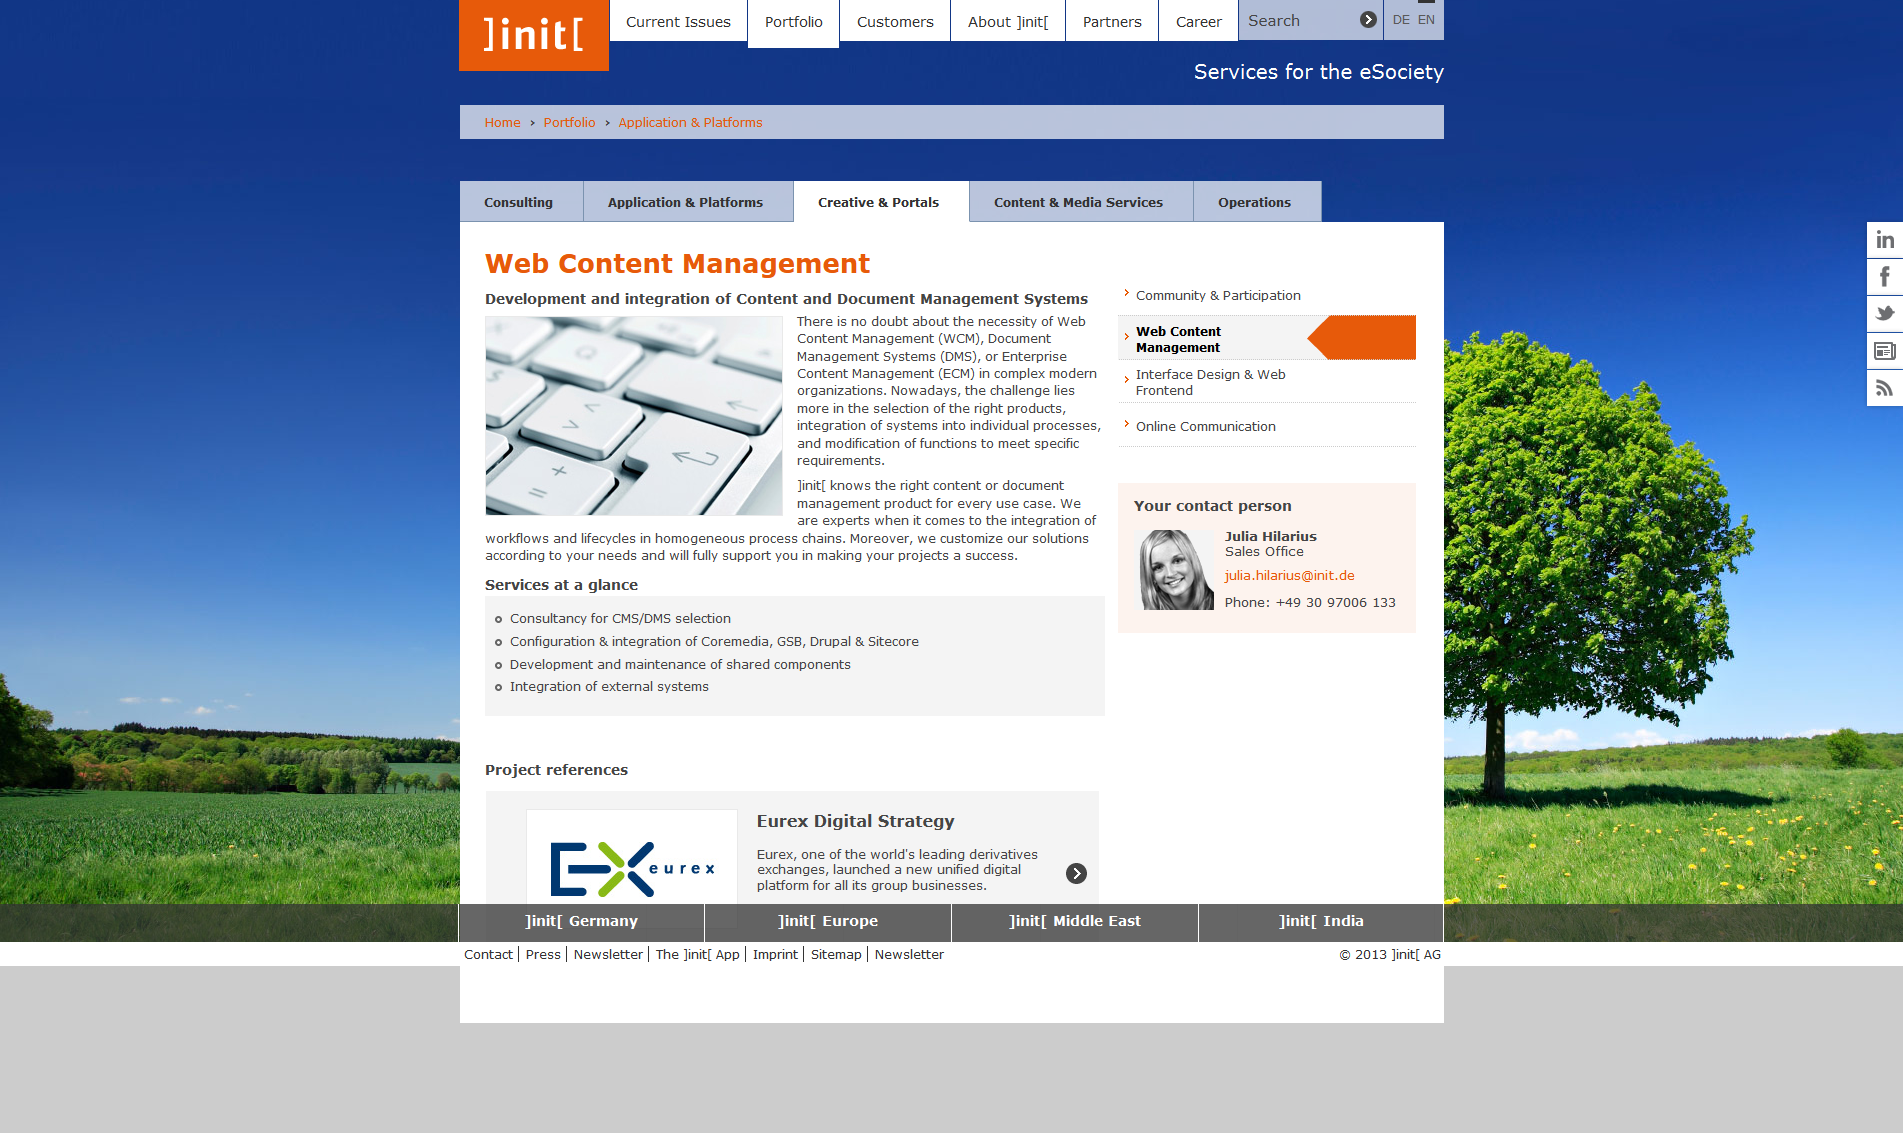 ]init[
Current Issues
Portfolio
Customers
About ]init[
Partners
Career
Search
DE EN
Services for the eSociety
Home › Portfolio › Application & Platforms
Consulting
Application & Platforms
Creative & Portals
Content & Media Services
Operations
Web Content Management
Development and integration of Content and Document Management Systems
There is no doubt about the necessity of Web
Content Management (WCM), Document
Management Systems (DMS), or Enterprise
Content Management (ECM) in complex modern
organizations. Nowadays, the challenge lies
more in the selection of the right products,
integration of systems into individual processes,
and modification of functions to meet specific
requirements.
]init[ knows the right content or document
management product for every use case. We
are experts when it comes to the integration of
workflows and lifecycles in homogeneous process chains. Moreover, we customize our solutions
according to your needs and will fully support you in making your projects a success.
Services at a glance
Consultancy for CMS/DMS selection
Configuration & integration of Coremedia, GSB, Drupal & Sitecore
Development and maintenance of shared components
Integration of external systems
Project references
eurex
Eurex Digital Strategy
Eurex, one of the world's leading derivatives
exchanges, launched a new unified digital
platform for all its group businesses.
Community & Participation
Web Content
Management
Interface Design & Web
Frontend
Online Communication
Your contact person
Julia Hilarius
Sales Office
julia.hilarius@init.de
Phone: +49 30 97006 133
in
f
]init[ Germany
]init[ Europe
]init[ Middle East
]init[ India
Contact | Press | Newsletter | The ]init[ App | Imprint | Sitemap | Newsletter
© 2013 ]init[ AG